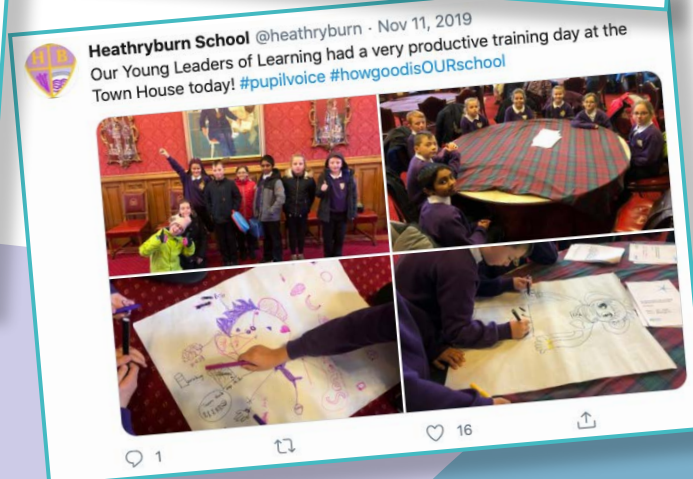 Heathryburn School @heathryburn · Nov 11, 2019
Our Young Leaders of Learning had a very productive training day at the
Town House today! #pupilvoice #howgoodisOURschool
H B
1
16